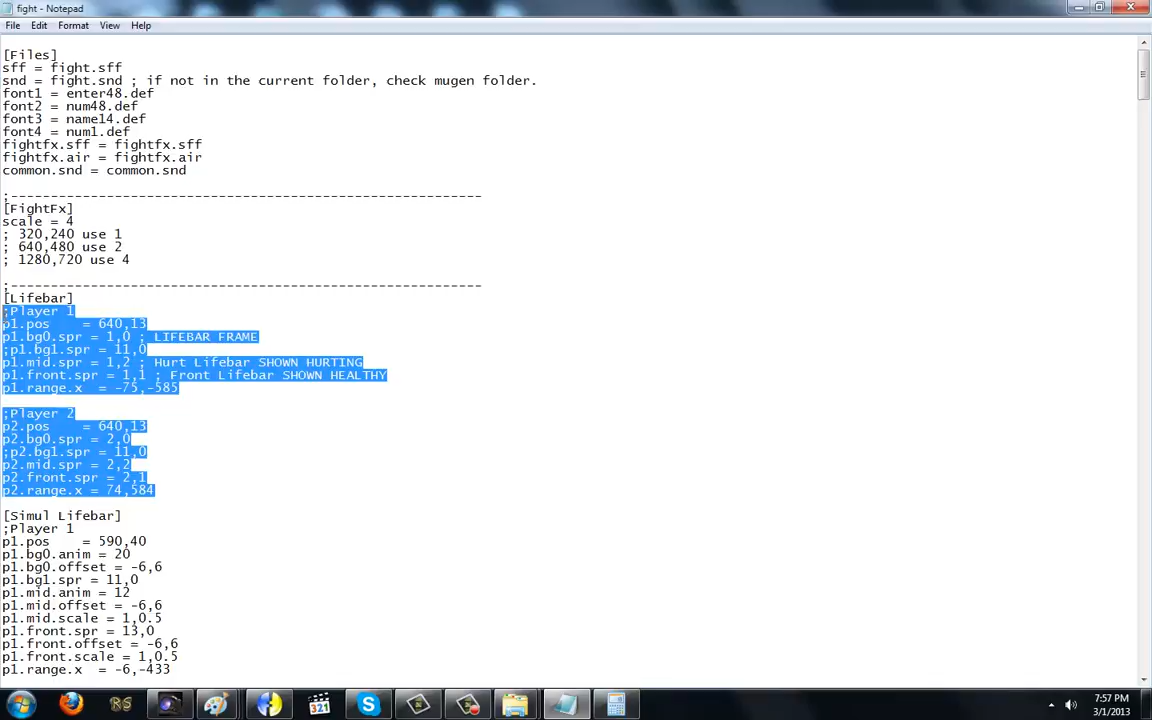 fight - Notepad
File Edit Format View Help
[Files]
sff = fight.sff
snd = fight.snd ; if not in the current folder, check mugen folder.
font1 = enter48.def
font2 = num48.def
font3 = name14.def
font4 = num1.def
fightfx.sff = fightfx.sff
fightfx.air = fightfx.air
common.snd = common.snd
;-----------------------------------------------------------
[FightFx]
scale = 4
; 320,240 use 1
; 640,480 use 2
; 1280,720 use 4
;-----------------------------------------------------------
[Lifebar]
;Player 1
p1.pos    = 640,13
p1.bg0.spr = 1,0 ; LIFEBAR FRAME
;p1.bg1.spr = 11,0
p1.mid.spr = 1,2 ; Hurt Lifebar SHOWN HURTING
p1.front.spr = 1,1 ; Front Lifebar SHOWN HEALTHY
p1.range.x  = -75,-585
;Player 2
p2.pos    = 640,13
p2.bg0.spr = 2,0
;p2.bg1.spr = 11,0
p2.mid.spr = 2,2
p2.front.spr = 2,1
p2.range.x = 74,584
[Simul Lifebar]
;Player 1
p1.pos    = 590,40
p1.bg0.anim = 20
p1.bg0.offset = -6,6
p1.bg1.spr = 11,0
p1.mid.anim = 12
p1.mid.offset = -6,6
p1.mid.scale = 1,0.5
p1.front.spr = 13,0
p1.front.offset = -6,6
p1.front.scale = 1,0.5
p1.range.x  = -6,-433
RS
321
7:57 PM
3/1/2013